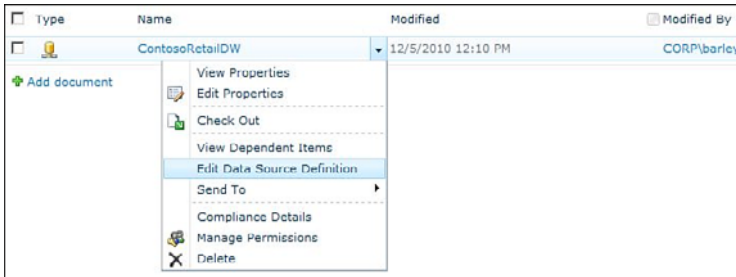 Type Name Modified Modified By
ContosoRetailDW 12/5/2010 12:10 PM CORP\barley
Add document
View Properties
Edit Properties
Check Out
View Dependent Items
Edit Data Source Definition
Send To
Compliance Details
Manage Permissions
Delete